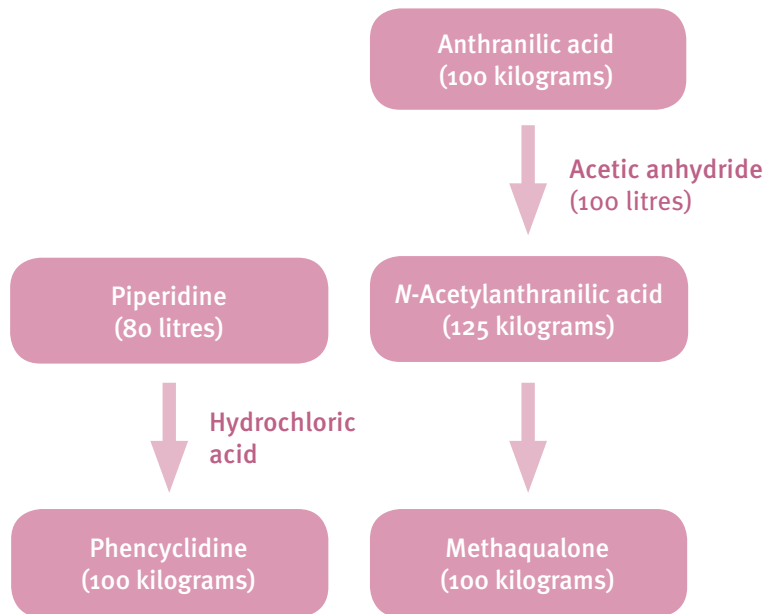 Anthranilic acid
(100 kilograms)
Acetic anhydride
(100 litres)
Piperidine
(80 litres)
N-Acetylanthranilic acid
(125 kilograms)
Hydrochloric
acid
Phencyclidine
(100 kilograms)
Methaqualone
(100 kilograms)